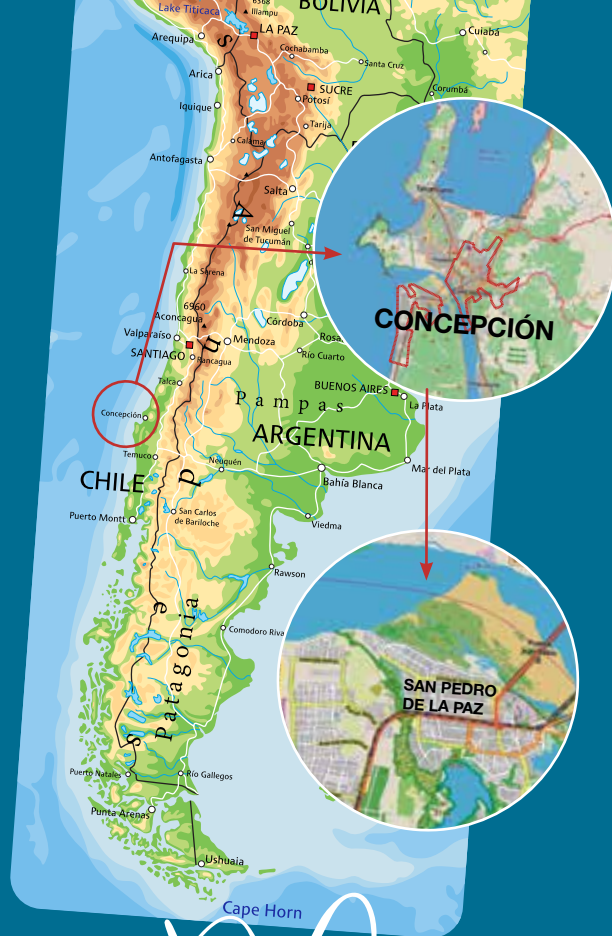 Lake Titicaca
6368
Illampu
BOLIVIA
LA PAZ
Cuiabá
Arequipa
Cochabamba
Santa Cruz
Arica
SUCRE
Corumbá
Potosí
Iquique
Tarija
Calama
Antofagasta
Salta
San Miguel
de Tucumán
La Serena
6960
Aconcagua
Córdoba
CONCEPCIÓN
Valparaíso
Mendoza
Rosa
SANTIAGO
Rancagua
Río Cuarto
Talca
BUENOS AIRES
La Plata
Pampas
Concepción
ARGENTINA
Temuco
Neuquén
Mar del Plata
CHILE
Bahía Blanca
Puerto Montt
San Carlos
de Bariloche
Viedma
Rawson
Patagonia
Comodoro Riva
SAN PEDRO
DE LA PAZ
Puerto Natales
Río Gallegos
Punta Arenas
Ushuaia
Cape Horn
s
A
n
d
e
s